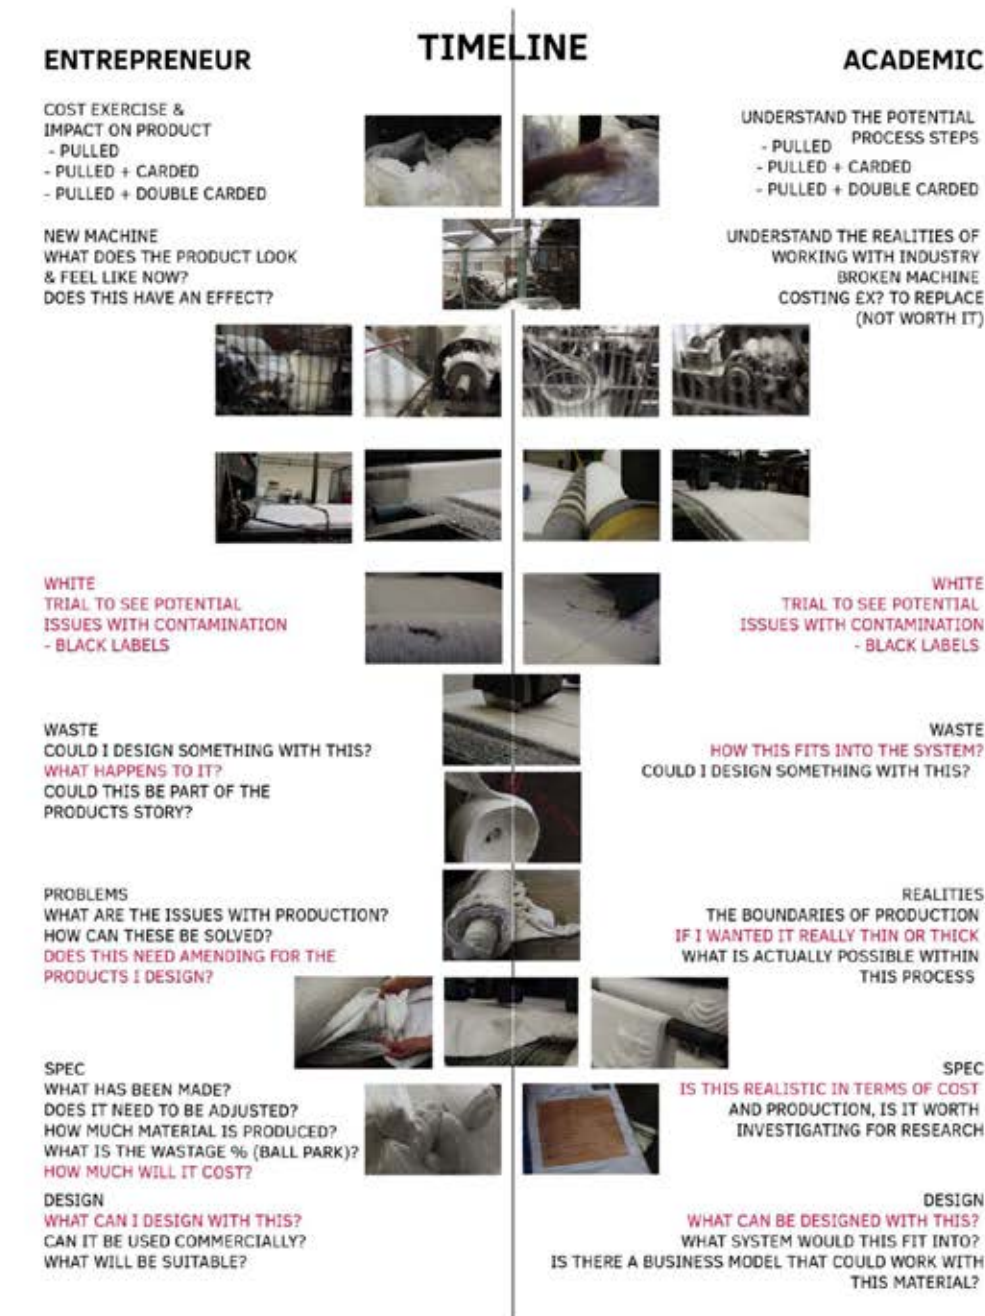 TIMELINE
ENTREPRENEUR
COST EXERCISE &
IMPACT ON PRODUCT
- PULLED
- PULLED + CARDED
- PULLED + DOUBLE CARDED
NEW MACHINE
WHAT DOES THE PRODUCT LOOK
& FEEL LIKE NOW?
DOES THIS HAVE AN EFFECT?
WHITE
TRIAL TO SEE POTENTIAL
ISSUES WITH CONTAMINATION
- BLACK LABELS
WASTE
COULD I DESIGN SOMETHING WITH THIS?
WHAT HAPPENS TO IT?
COULD THIS BE PART OF THE
PRODUCTS STORY?
PROBLEMS
WHAT ARE THE ISSUES WITH PRODUCTION?
HOW CAN THESE BE SOLVED?
DOES THIS NEED AMENDING FOR THE
PRODUCTS I DESIGN?
SPEC
WHAT HAS BEEN MADE?
DOES IT NEED TO BE ADJUSTED?
HOW MUCH MATERIAL IS PRODUCED?
WHAT IS THE WASTAGE % (BALL PARK)?
HOW MUCH WILL IT COST?
DESIGN
WHAT CAN I DESIGN WITH THIS?
CAN IT BE USED COMMERCIALLY?
WHAT WILL BE SUITABLE?
ACADEMIC
UNDERSTAND THE POTENTIAL
PROCESS STEPS
- PULLED
- PULLED + CARDED
- PULLED + DOUBLE CARDED
UNDERSTAND THE REALITIES OF
WORKING WITH INDUSTRY
BROKEN MACHINE
COSTING £X? TO REPLACE
(NOT WORTH IT)
WHITE
TRIAL TO SEE POTENTIAL
ISSUES WITH CONTAMINATION
- BLACK LABELS
WASTE
HOW THIS FITS INTO THE SYSTEM?
COULD I DESIGN SOMETHING WITH THIS?
REALITIES
THE BOUNDARIES OF PRODUCTION
IF I WANTED IT REALLY THIN OR THICK
WHAT IS ACTUALLY POSSIBLE WITHIN
THIS PROCESS
SPEC
IS THIS REALISTIC IN TERMS OF COST
AND PRODUCTION, IS IT WORTH
INVESTIGATING FOR RESEARCH
DESIGN
WHAT CAN BE DESIGNED WITH THIS?
WHAT SYSTEM WOULD THIS FIT INTO?
IS THERE A BUSINESS MODEL THAT COULD WORK WITH
THIS MATERIAL?